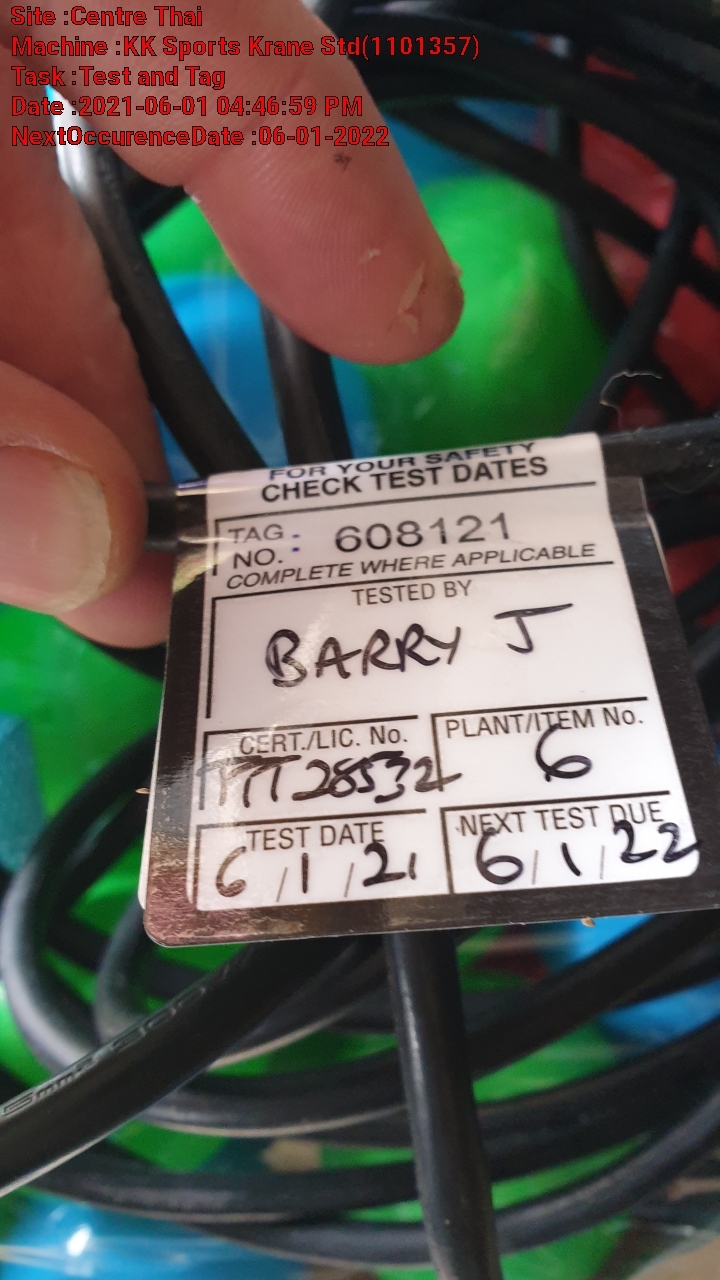 Site :Centre Thai
Machine :KK Sports Krane Std(1101357)
Task :Test and Tag
Date :2021-06-01 04:46:59 PM
NextOccurenceDate :06-01-2022
FOR YOUR SAFETY
CHECK TEST DATES
TAG NO. : 608121
COMPLETE WHERE APPLICABLE
TESTED BY
BARRY J
CERT./LIC. No.
TTT28532
PLANT/ITEM No.
6
TEST DATE
6/1/21
NEXT TEST DUE
6/1/22